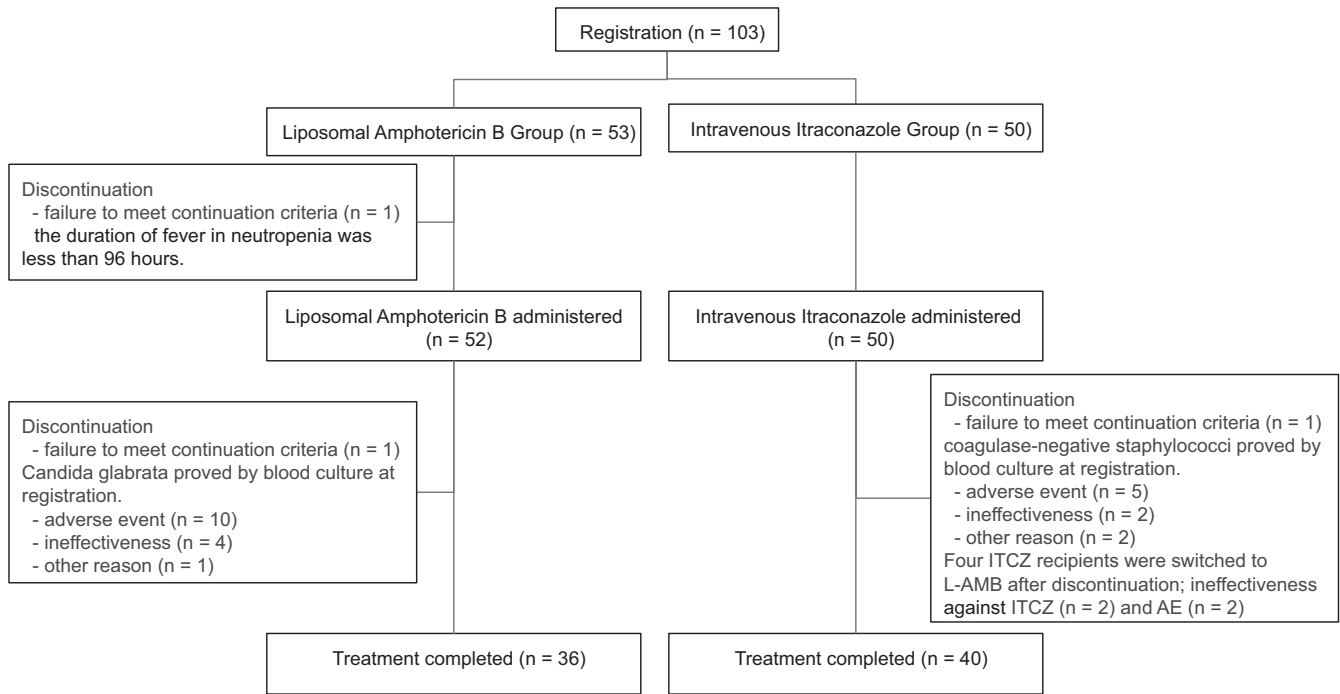 Registration (n = 103)
Liposomal Amphotericin B Group (n = 53)
Intravenous Itraconazole Group (n = 50)
Discontinuation
- failure to meet continuation criteria (n = 1)
the duration of fever in neutropenia was
less than 96 hours.
Liposomal Amphotericin B administered
(n = 52)
Intravenous Itraconazole administered
(n = 50)
Discontinuation
- failure to meet continuation criteria (n = 1)
Candida glabrata proved by blood culture at
registration.
- adverse event (n = 10)
- ineffectiveness (n = 4)
- other reason (n = 1)
Discontinuation
- failure to meet continuation criteria (n = 1)
coagulase-negative staphylococci proved by
blood culture at registration.
- adverse event (n = 5)
- ineffectiveness (n = 2)
- other reason (n = 2)
Four ITCZ recipients were switched to
L-AMB after discontinuation; ineffectiveness
against ITCZ (n = 2) and AE (n = 2)
Treatment completed (n = 36)
Treatment completed (n = 40)